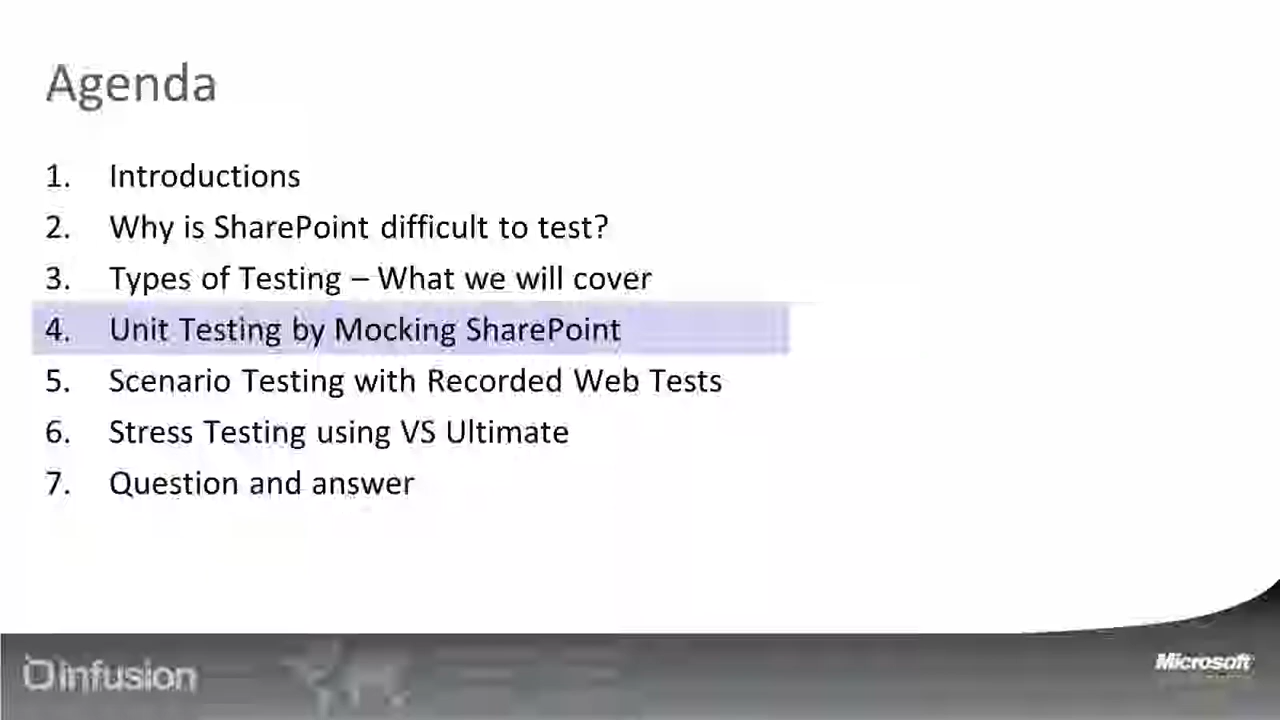 Agenda
1. Introductions
2. Why is SharePoint difficult to test?
3. Types of Testing – What we will cover
4. Unit Testing by Mocking SharePoint
5. Scenario Testing with Recorded Web Tests
6. Stress Testing using VS Ultimate
7. Question and answer
infusion
Microsoft